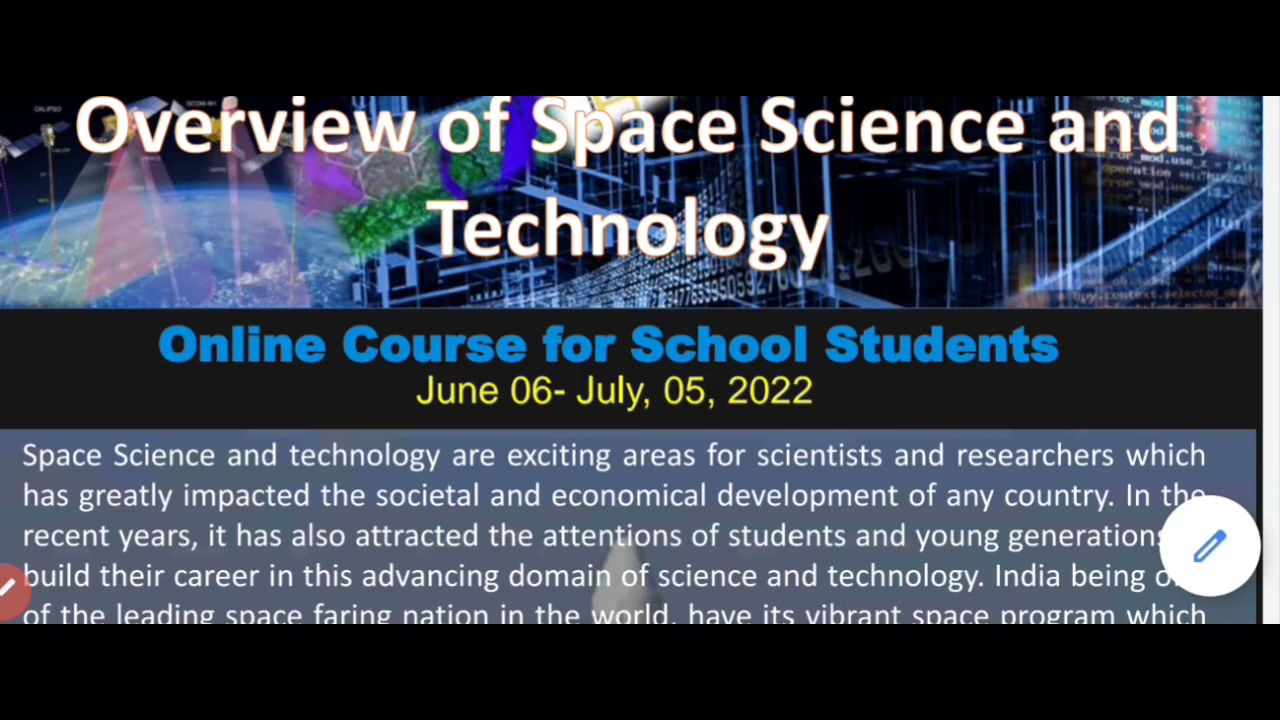 CALIPSO
GCOM-W1
Overview of Space Science and
Technology
Online Course for School Students
June 06- July, 05, 2022
Space Science and technology are exciting areas for scientists and researchers which
has greatly impacted the societal and economical development of any country. In the
recent years, it has also attracted the attentions of students and young generations
build their career in this advancing domain of science and technology. India being
of the leading space faring nation in the world, have its vibrant space program which